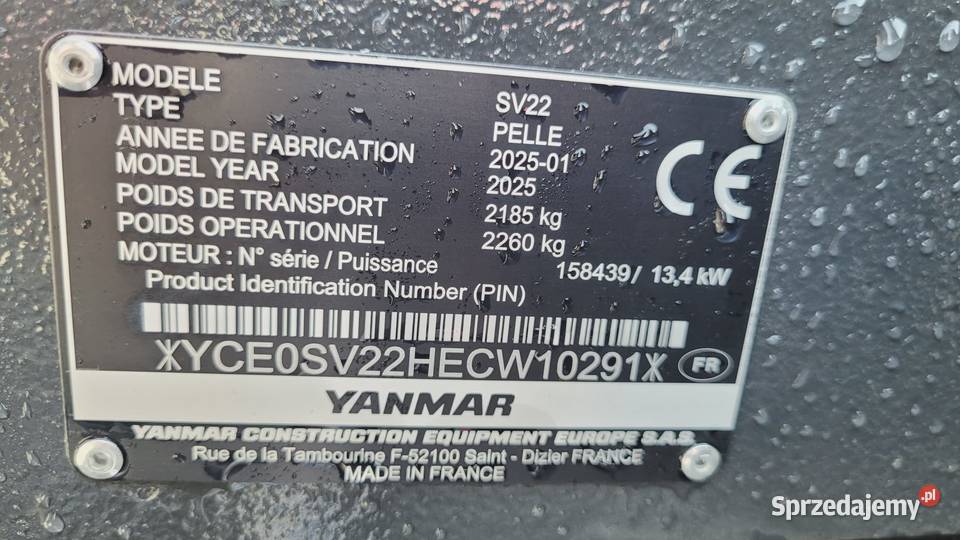 MODELE SV22
TYPE PELLE
ANNEE DE FABRICATION 2025-01
MODEL YEAR 2025
POIDS DE TRANSPORT 2185 kg
POIDS OPERATIONNEL 2260 kg
MOTEUR : N° série / Puissance 158439 / 13,4 kW
Product Identification Number (PIN)
CE
*YCE0SV22HECW10291* FR
YANMAR
YANMAR CONSTRUCTION EQUIPMENT EUROPE S.A.S.
Rue de la Tambourine F-52100 Saint - Dizier FRANCE
MADE IN FRANCE
Sprzedajemy.pl